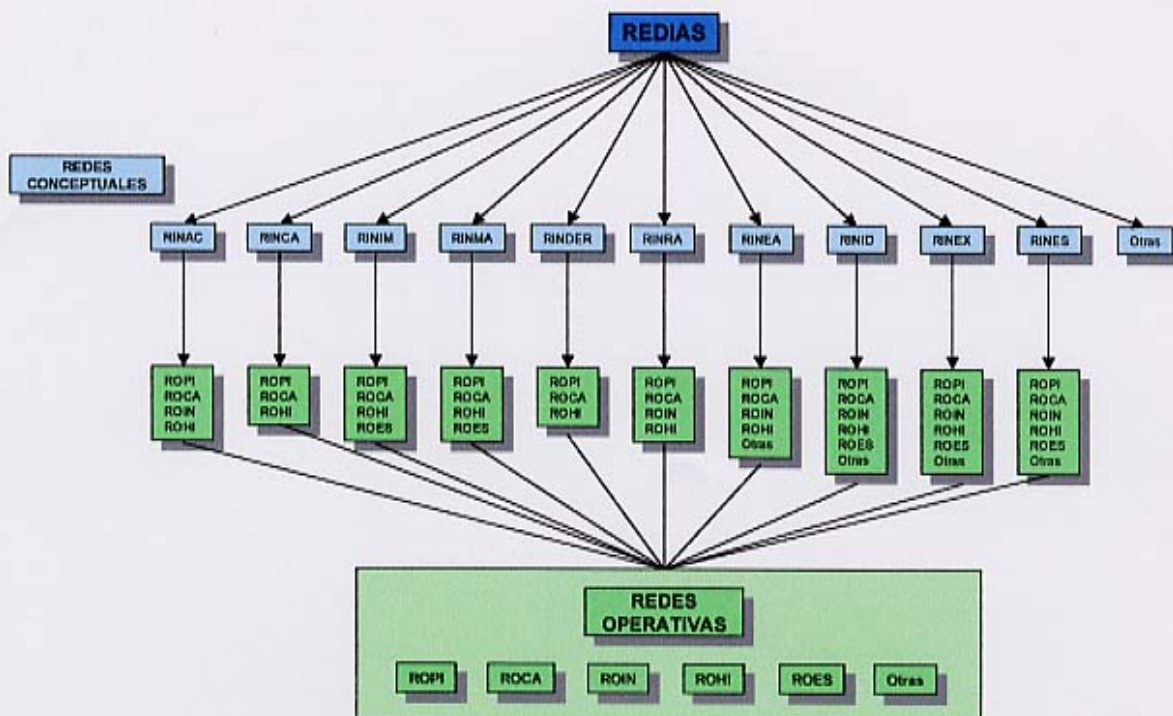 REDIAS
REDES
CONCEPTUALES
RINAC
RINCA
RINIM
RINMA
RINDER
RINRA
RINEA
RINID
RINEX
RINES
Otras
ROPI
ROCA
ROIN
ROHI
ROPI
ROCA
ROHI
ROPI
ROCA
ROHI
ROES
ROPI
ROCA
ROHI
ROES
ROPI
ROCA
ROHI
ROPI
ROCA
ROIN
ROHI
ROPI
ROCA
ROIN
ROHI
Otras
ROPI
ROCA
ROIN
ROHI
ROES
Otras
ROPI
ROCA
ROIN
ROHI
ROES
Otras
ROPI
ROCA
ROIN
ROHI
ROES
Otras
REDES
OPERATIVAS
ROPI
ROCA
ROIN
ROHI
ROES
Otras